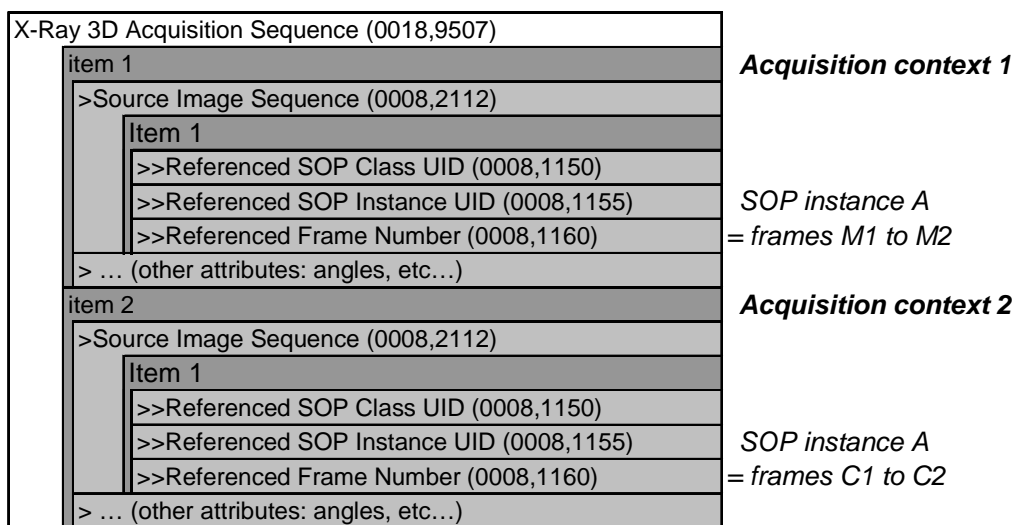 X-Ray 3D Acquisition Sequence (0018,9507)
item 1 Acquisition context 1
>Source Image Sequence (0008,2112)
Item 1
>>Referenced SOP Class UID (0008,1150)
>>Referenced SOP Instance UID (0008,1155) SOP instance A
>>Referenced Frame Number (0008,1160) = frames M1 to M2
> … (other attributes: angles, etc…)
item 2 Acquisition context 2
>Source Image Sequence (0008,2112)
Item 1
>>Referenced SOP Class UID (0008,1150)
>>Referenced SOP Instance UID (0008,1155) SOP instance A
>>Referenced Frame Number (0008,1160) = frames C1 to C2
> … (other attributes: angles, etc…)